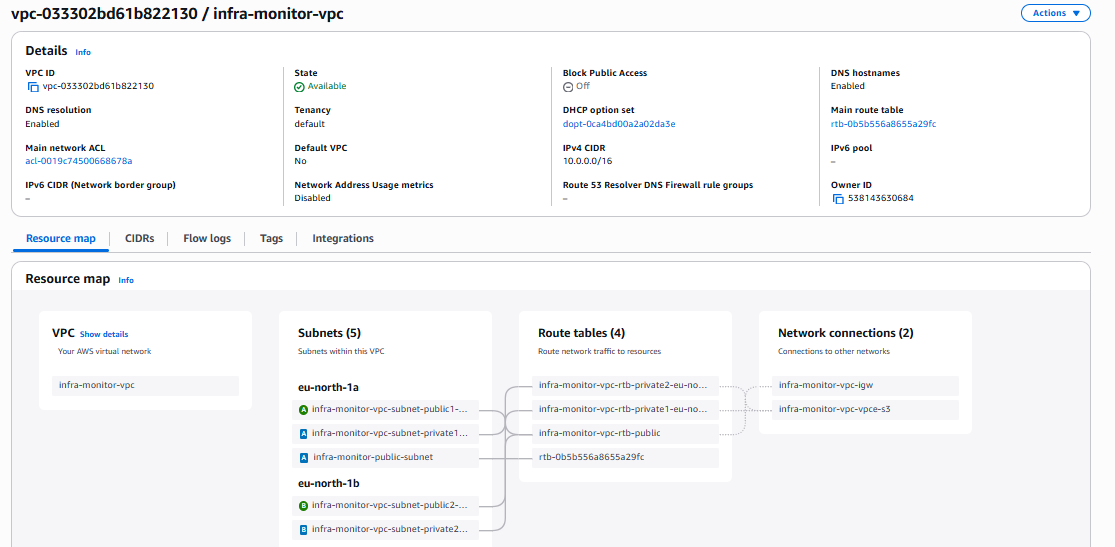 vpc-033302bd61b822130 / infra-monitor-vpc
Actions
Details Info
VPC ID
vpc-033302bd61b822130
State
Available
Block Public Access
Off
DNS hostnames
Enabled
DNS resolution
Enabled
Tenancy
default
DHCP option set
dopt-0ca4bd00a2a02da3e
Main route table
rtb-0b5b556a8655a29fc
Main network ACL
acl-0019c74500668678a
Default VPC
No
IPv4 CIDR
10.0.0.0/16
IPv6 pool
–
IPv6 CIDR (Network border group)
–
Network Address Usage metrics
Disabled
Route 53 Resolver DNS Firewall rule groups
–
Owner ID
538143630684
Resource map
CIDRs
Flow logs
Tags
Integrations
Resource map Info
VPC Show details
Your AWS virtual network
infra-monitor-vpc
Subnets (5)
Subnets within this VPC
eu-north-1a
A infra-monitor-vpc-subnet-public1-...
A infra-monitor-vpc-subnet-private1...
A infra-monitor-public-subnet
eu-north-1b
B infra-monitor-vpc-subnet-public2-...
B infra-monitor-vpc-subnet-private2...
Route tables (4)
Route network traffic to resources
infra-monitor-vpc-rtb-private2-eu-no...
infra-monitor-vpc-rtb-private1-eu-no...
infra-monitor-vpc-rtb-public
rtb-0b5b556a8655a29fc
Network connections (2)
Connections to other networks
infra-monitor-vpc-igw
infra-monitor-vpc-vpce-s3